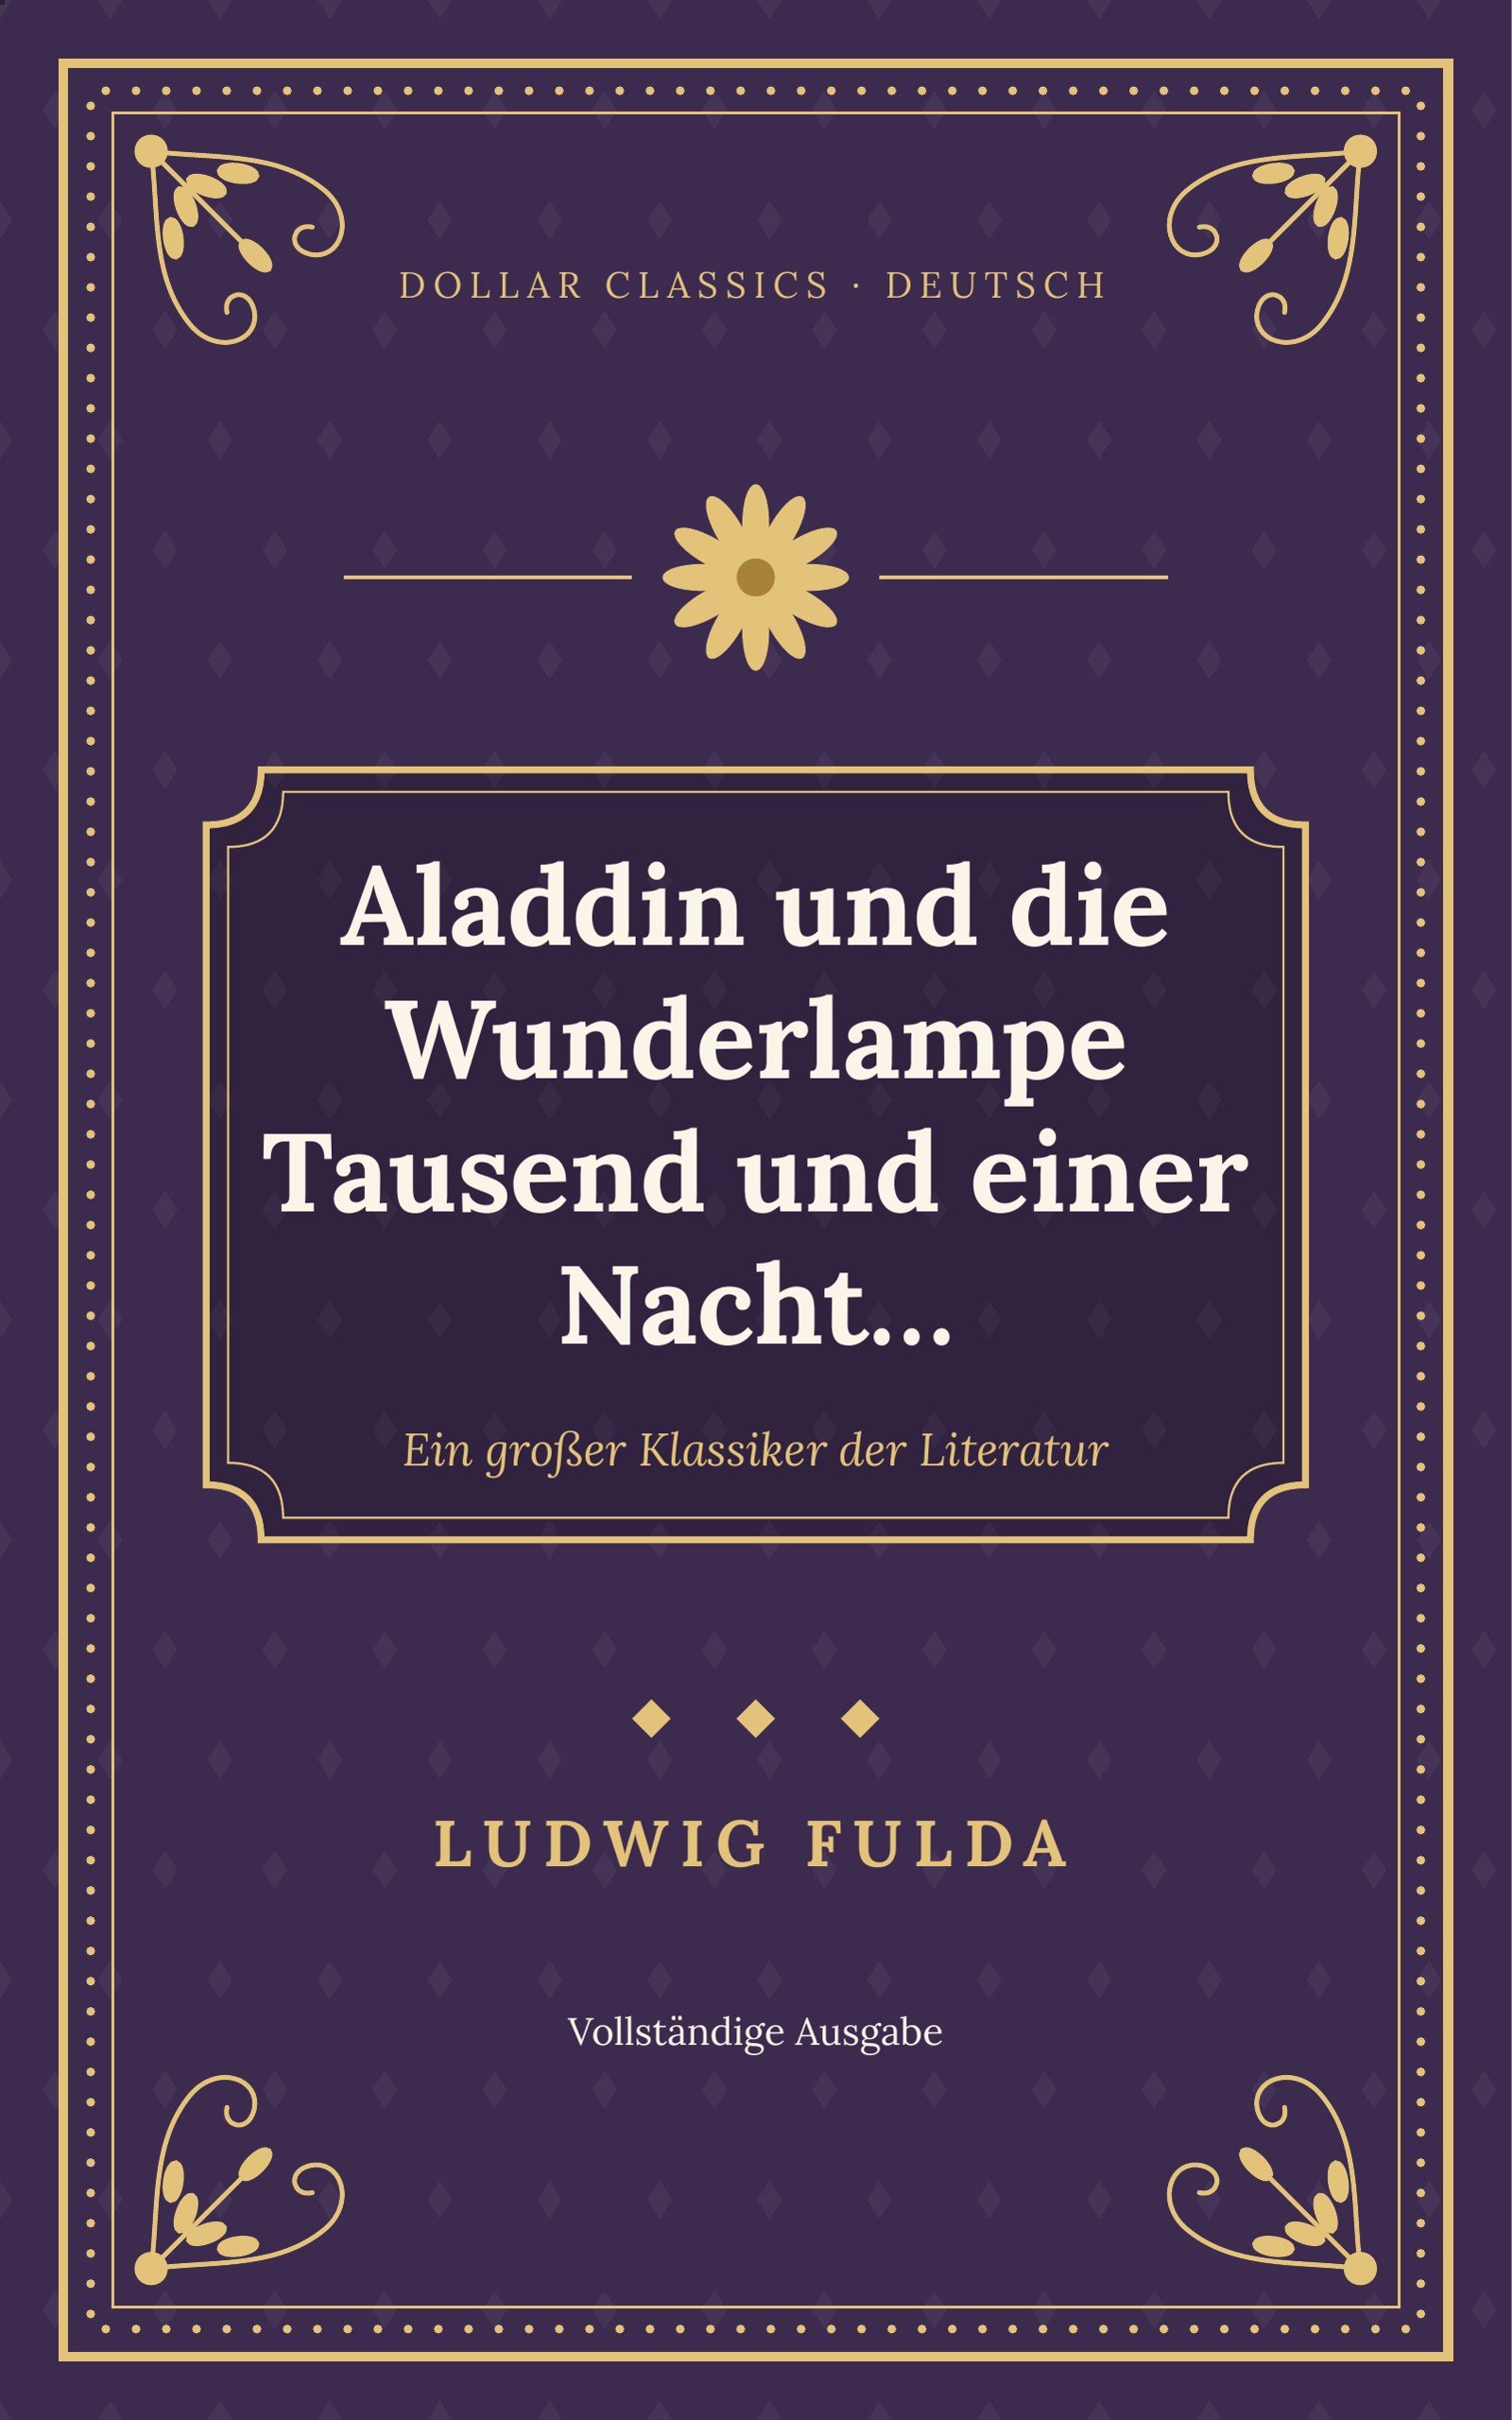 DOLLAR CLASSICS · DEUTSCH
Aladdin und die
Wunderlampe
Tausend und einer
Nacht...
Ein großer Klassiker der Literatur
LUDWIG FULDA
Vollständige Ausgabe